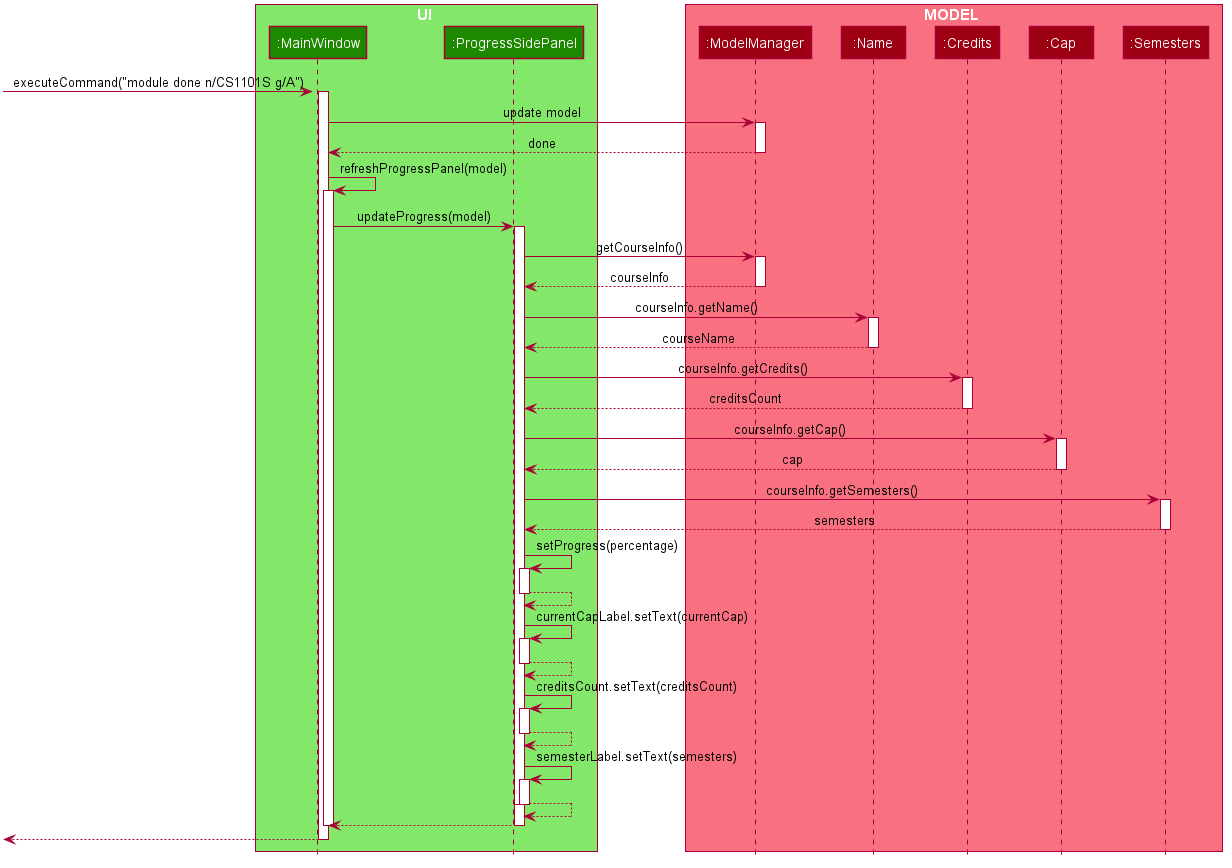 UI
MODEL
:MainWindow
:ProgressSidePanel
:ModelManager
:Name
:Credits
:Cap
:Semesters
executeCommand("module done n/CS1101S g/A")
update model
done
refreshProgressPanel(model)
updateProgress(model)
getCourseInfo()
courseInfo
courseInfo.getName()
courseName
courseInfo.getCredits()
creditsCount
courseInfo.getCap()
cap
courseInfo.getSemesters()
semesters
setProgress(percentage)
currentCapLabel.setText(currentCap)
creditsCount.setText(creditsCount)
semesterLabel.setText(semesters)